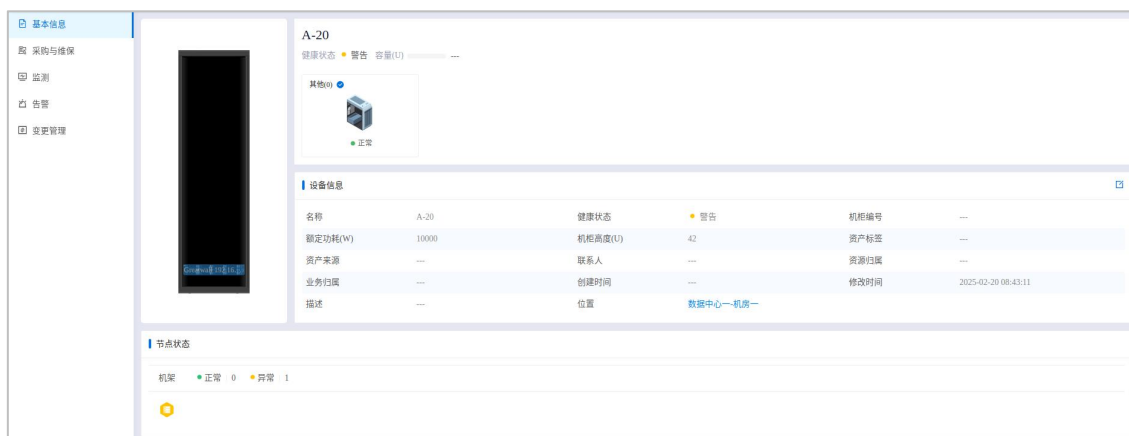 基本信息
采购与维保
监测
告警
变更管理
A-20
健康状态 警告 容量(U) ---
其他(0)
正常
设备信息
名称 A-20 健康状态 警告 机柜编号 ---
额定功耗(W) 10000 机柜高度(U) 42 资产标签 ---
资产来源 --- 联系人 --- 资源归属 ---
业务归属 --- 创建时间 --- 修改时间 2025-02-20 08:43:11
描述 --- 位置 数据中心一-机房一
节点状态
机架 正常 0 异常 1